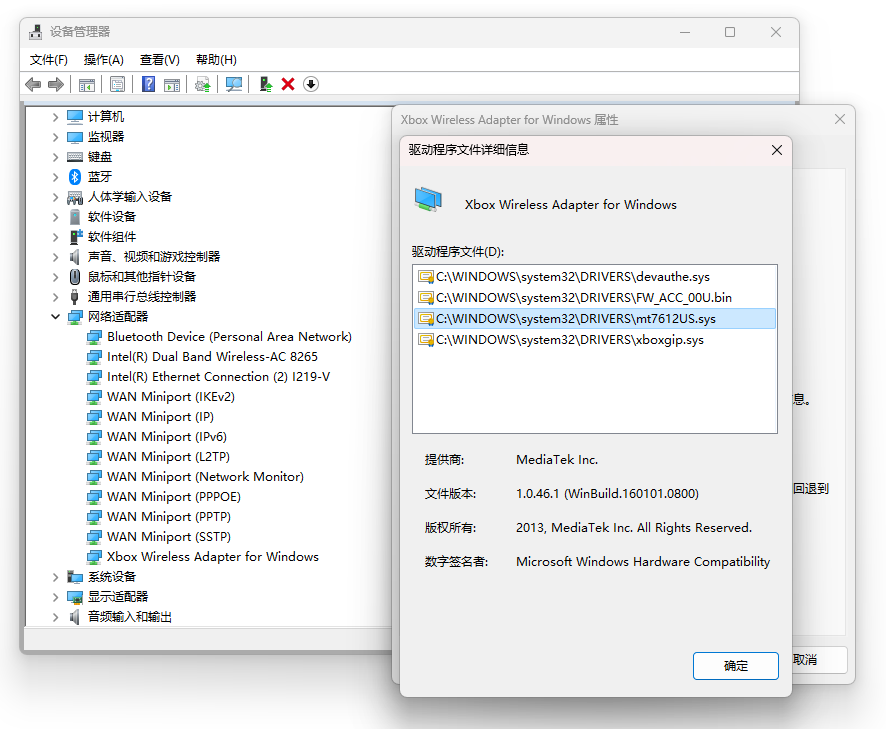 设备管理器
文件(F) 操作(A) 查看(V) 帮助(H)
计算机
监视器
键盘
蓝牙
人体学输入设备
软件设备
软件组件
声音、视频和游戏控制器
鼠标和其他指针设备
通用串行总线控制器
网络适配器
Bluetooth Device (Personal Area Network)
Intel(R) Dual Band Wireless-AC 8265
Intel(R) Ethernet Connection (2) I219-V
WAN Miniport (IKEv2)
WAN Miniport (IP)
WAN Miniport (IPv6)
WAN Miniport (L2TP)
WAN Miniport (Network Monitor)
WAN Miniport (PPPOE)
WAN Miniport (PPTP)
WAN Miniport (SSTP)
Xbox Wireless Adapter for Windows
系统设备
显示适配器
音频输入和输出
Xbox Wireless Adapter for Windows 属性
息。
回退到
取消
驱动程序文件详细信息
Xbox Wireless Adapter for Windows
驱动程序文件(D):
C:\WINDOWS\system32\DRIVERS\devauthe.sys
C:\WINDOWS\system32\DRIVERS\FW_ACC_00U.bin
C:\WINDOWS\system32\DRIVERS\mt7612US.sys
C:\WINDOWS\system32\DRIVERS\xboxgip.sys
提供商: MediaTek Inc.
文件版本: 1.0.46.1 (WinBuild.160101.0800)
版权所有: 2013, MediaTek Inc. All Rights Reserved.
数字签名者: Microsoft Windows Hardware Compatibility
确定